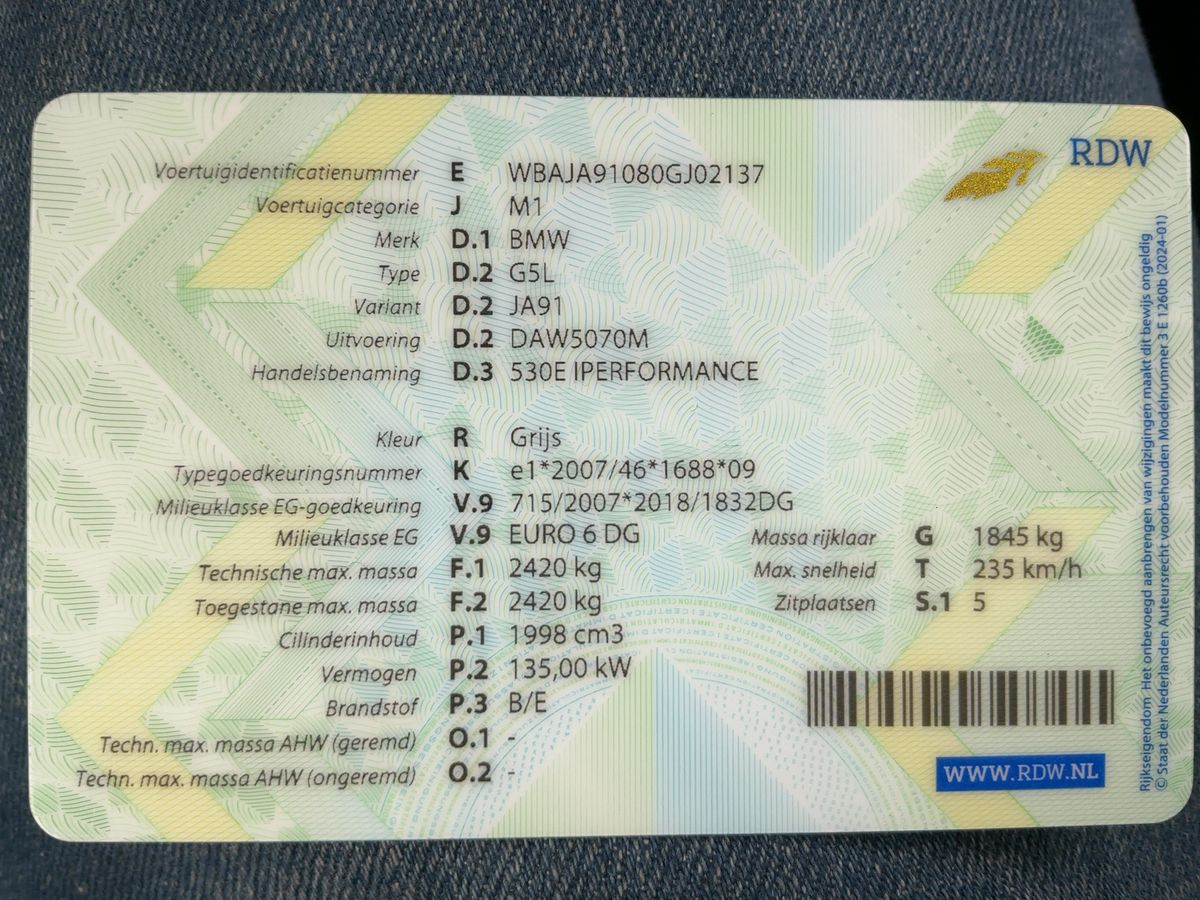 RDW
Voertuigidentificatienummer E WBAJA91080GJ02137
Voertuigcategorie J M1
Merk D.1 BMW
Type D.2 G5L
Variant D.2 JA91
Uitvoering D.2 DAW5070M
Handelsbenaming D.3 530E IPERFORMANCE
Kleur R Grijs
Typegoedkeuringsnummer K e1*2007/46*1688*09
Milieuklasse EG-goedkeuring V.9 715/2007*2018/1832DG
Milieuklasse EG V.9 EURO 6 DG Massa rijklaar G 1845 kg
Technische max. massa F.1 2420 kg Max. snelheid T 235 km/h
Toegestane max. massa F.2 2420 kg Zitplaatsen S.1 5
Cilinderinhoud P.1 1998 cm3
Vermogen P.2 135,00 kW
Brandstof P.3 B/E
Techn. max. massa AHW (geremd) O.1 -
Techn. max. massa AHW (ongeremd) O.2 -
WWW.RDW.NL
Rijkseigendom Het onbevoegd aanbrengen van wijzigingen maakt dit bewijs ongeldig
© Staat der Nederlanden Auteursrecht voorbehouden Modelnummer 3 E 1260b (2024-01)